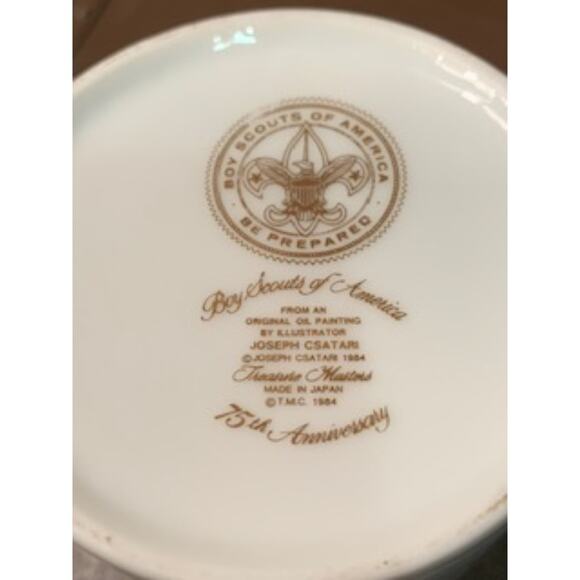 BOY SCOUTS OF AMERICA
BE PREPARED
Boy Scouts of America
FROM AN
ORIGINAL OIL PAINTING
BY ILLUSTRATOR
JOSEPH CSATARI
©JOSEPH CSATARI 1984
Treasure Masters
MADE IN JAPAN
©T.M.C. 1984
75th Anniversary